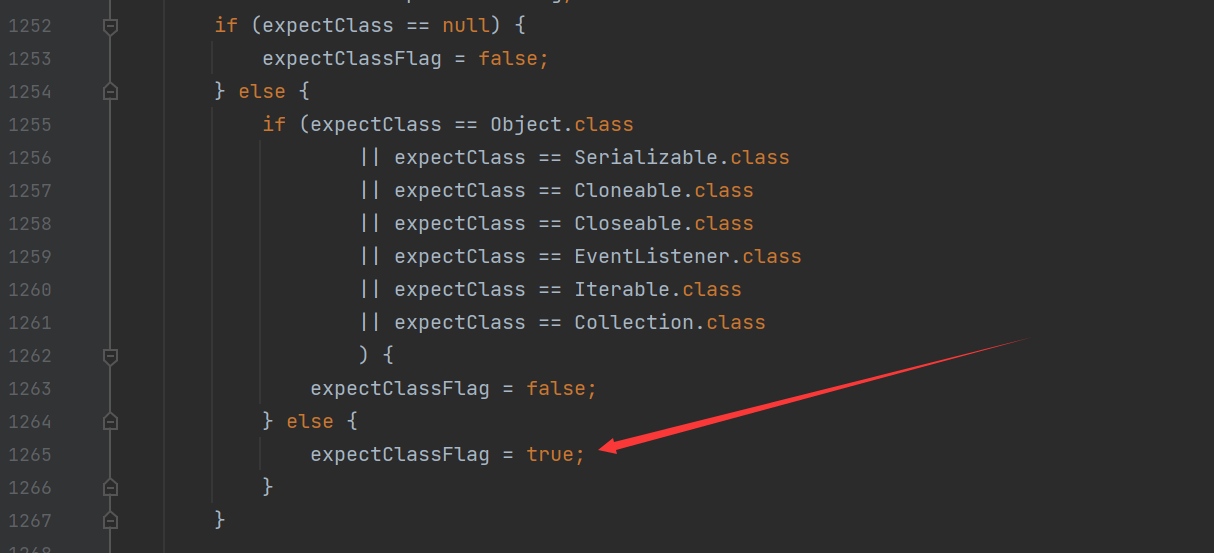 1252 if (expectClass == null) {
1253 expectClassFlag = false;
1254 } else {
1255 if (expectClass == Object.class
1256 || expectClass == Serializable.class
1257 || expectClass == Cloneable.class
1258 || expectClass == Closeable.class
1259 || expectClass == EventListener.class
1260 || expectClass == Iterable.class
1261 || expectClass == Collection.class
1262 ) {
1263 expectClassFlag = false;
1264 } else {
1265 expectClassFlag = true;
1266 }
1267 }